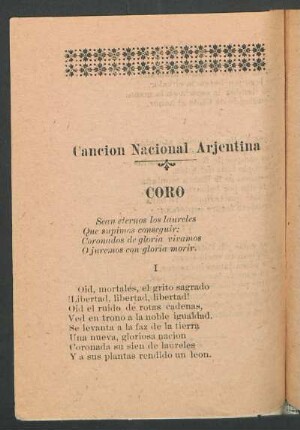 Cancion Nacional Arjentina
CORO
Sean eternos los laureles
Que supimos conseguir:
Coronados de gloria vivamos
O juremos con gloria morir.
I
Oid, mortales, el grito sagrado
¡Libertad, libertad, libertad!
Oid el ruido de rotas cadenas,
Ved en trono a la noble igualdad.
Se levanta a la faz de la tierra
Una nueva, gloriosa nacion
Coronada su sien de laureles
Y a sus plantas rendido un leon.